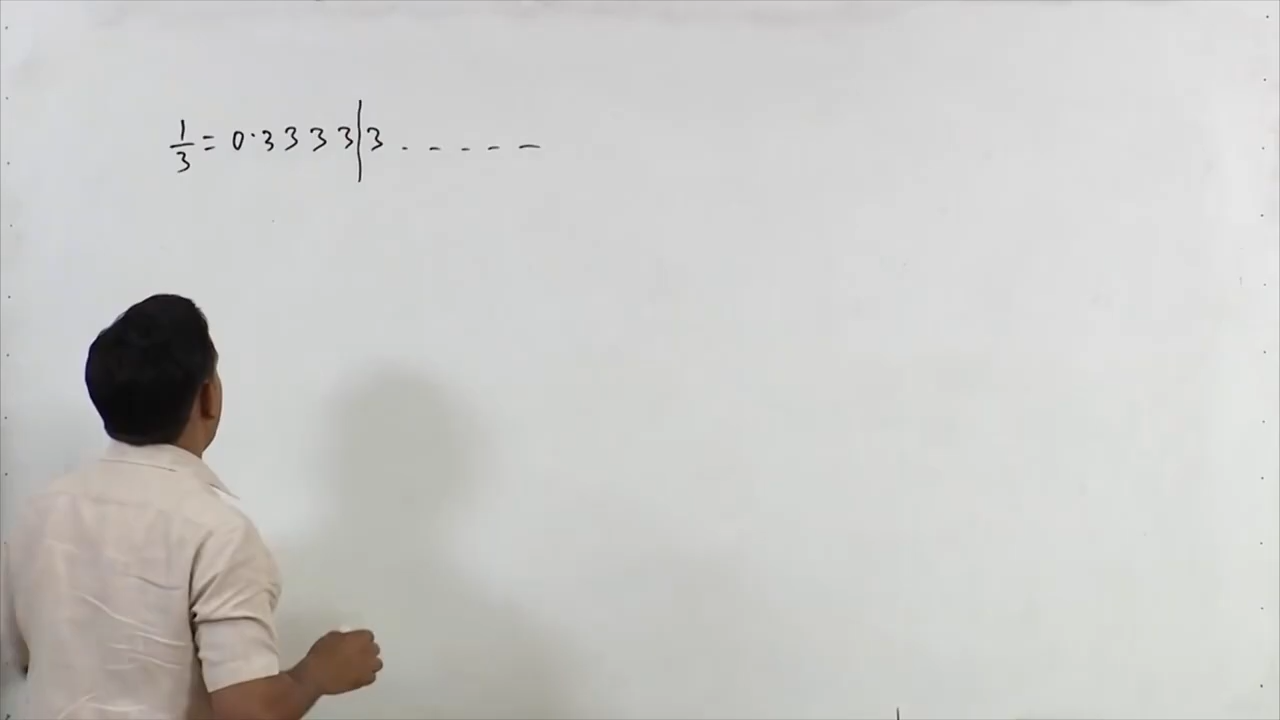 1/3 = 0.3333|3.-----